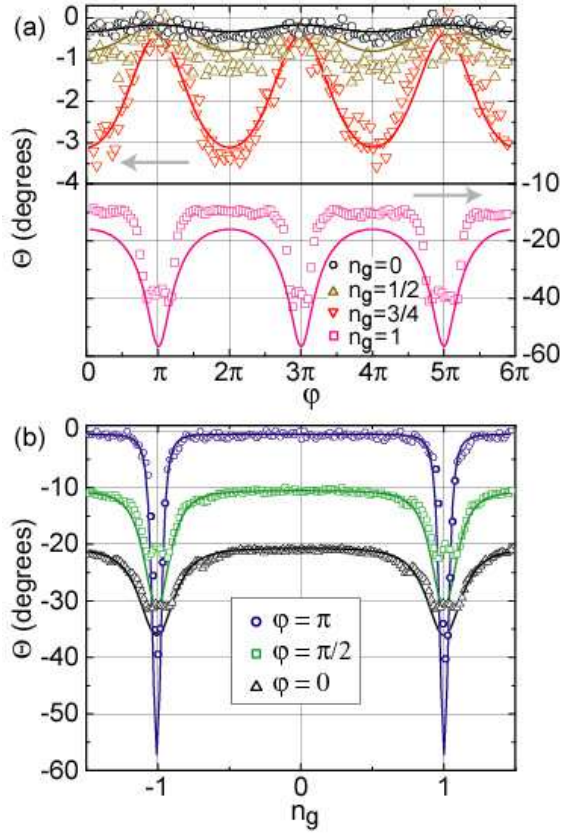 (a)
0
-1
-2
-3
-4
-10
-20
-40
-60
Θ (degrees)
n_g=0
n_g=1/2
n_g=3/4
n_g=1
0 π 2π 3π 4π 5π 6π
φ
(b)
0
-10
-20
-30
-40
-50
-60
Θ (degrees)
φ = π
φ = π/2
φ = 0
-1 0 1
n_g